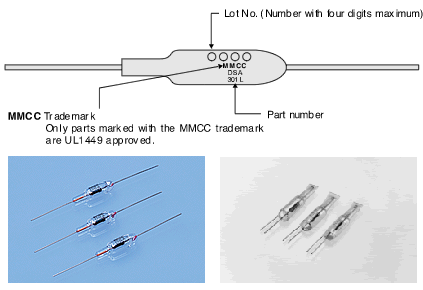 Lot No. (Number with four digits maximum)
MMCC
DSA
301L
MMCC Trademark
Part number
Only parts marked with the MMCC trademark
are UL1449 approved.